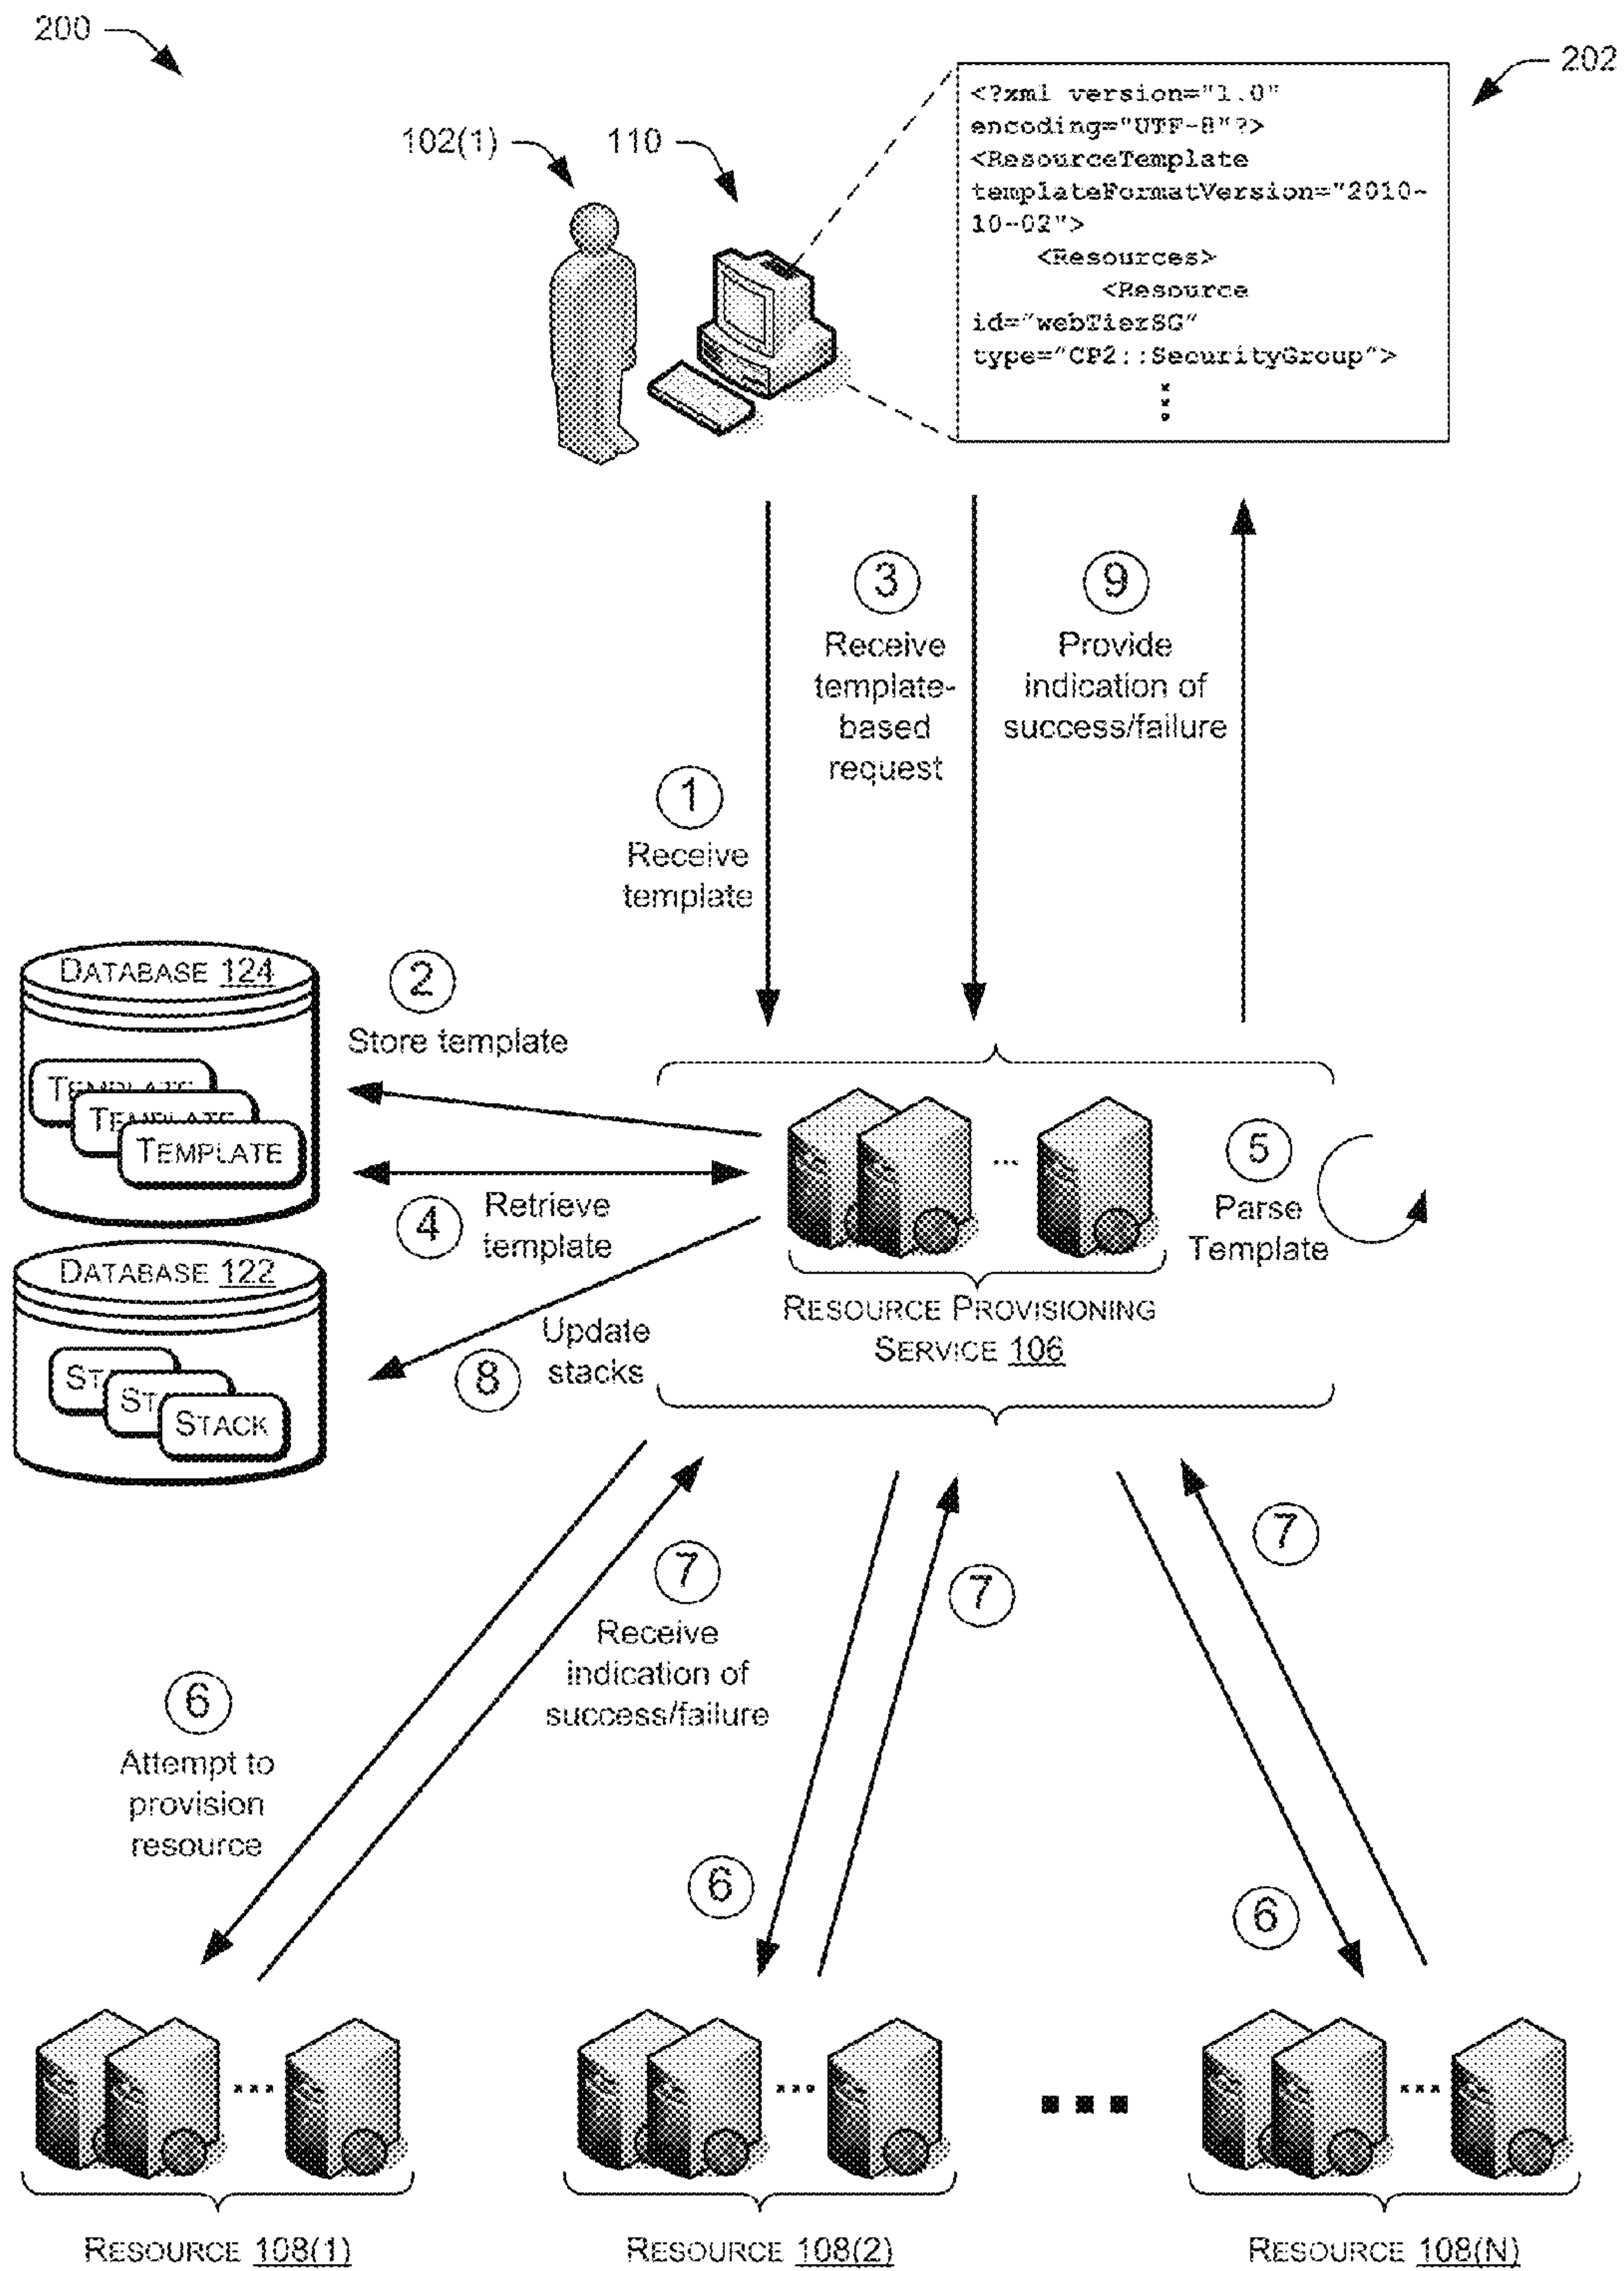 200
202
102(1)
110
<?xml version="1.0"
encoding="UTF-8"?>
<ResourceTemplate
templateFormatVersion="2010-
10-02">
<Resources>
<Resource
id="webTierSG"
type="CP2::SecurityGroup">
3
Receive
template-
based
request
9
Provide
indication of
success/failure
1
Receive
template
DATABASE 124
TEMPLATE
TEMPLATE
TEMPLATE
2
Store template
4
Retrieve
template
5
Parse
Template
RESOURCE PROVISIONING
SERVICE 106
DATABASE 122
ST
ST
STACK
8
Update
stacks
7
Receive
indication of
success/failure
7
7
6
Attempt to
provision
resource
6
6
...
...
...
...
...
RESOURCE 108(1)
RESOURCE 108(2)
RESOURCE 108(N)